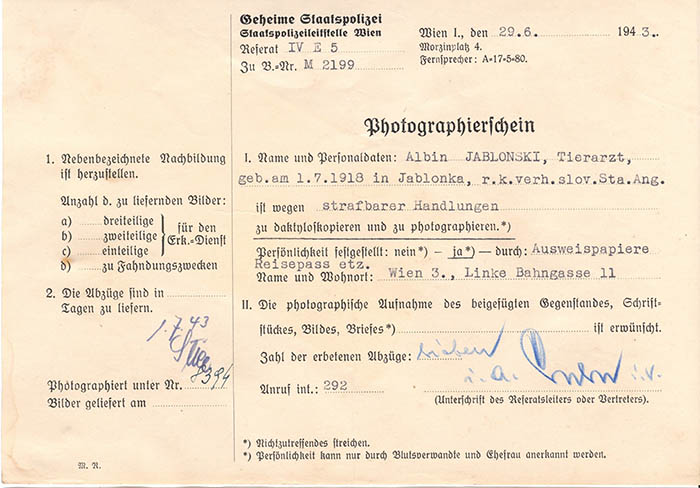 Geheime Staatspolizei
Staatspolizeileitstelle Wien
Referat IV E 5
Zu B.-Nr. M 2199
Wien I., den 29.6. 1943.
Morzinplatz 4.
Fernsprecher: A-17-5-80.
Photographierschein
1. Nebenbezeichnete Nachbildung
ist herzustellen.
Anzahl d. zu liefernden Bilder:
a) dreiteilige
b) zweiteilige
c) einteilige
für den
Erk.-Dienst
d) zu Fahndungszwecken
2. Die Abzüge sind in
Tagen zu liefern.
1.7.43
Photographiert unter Nr. 8394
Bilder geliefert am
M. R.
I. Name und Personaldaten: Albin JABLONSKI, Tierarzt,
geb.am 1.7.1918 in Jablonka, r.k.verh.slov.Sta.Ang.
ist wegen strafbarer Handlungen
zu daktyloskopieren und zu photographieren.*)
Persönlichkeit festgestellt: nein*) — ja*) — durch: Ausweispapiere
Reisepass etz.
Name und Wohnort: Wien 3., Linke Bahngasse 11
II. Die photographische Aufnahme des beigefügten Gegenstandes, Schrift-
stückes, Bildes, Briefes*) ist erwünscht.
Zahl der erbetenen Abzüge: sieben
Anruf int.: 292
i.A.
(Unterschrift des Referatsleiters oder Vertreters).
*) Nichtzutreffendes streichen.
*) Persönlichkeit kann nur durch Blutsverwandte und Ehefrau anerkannt werden.